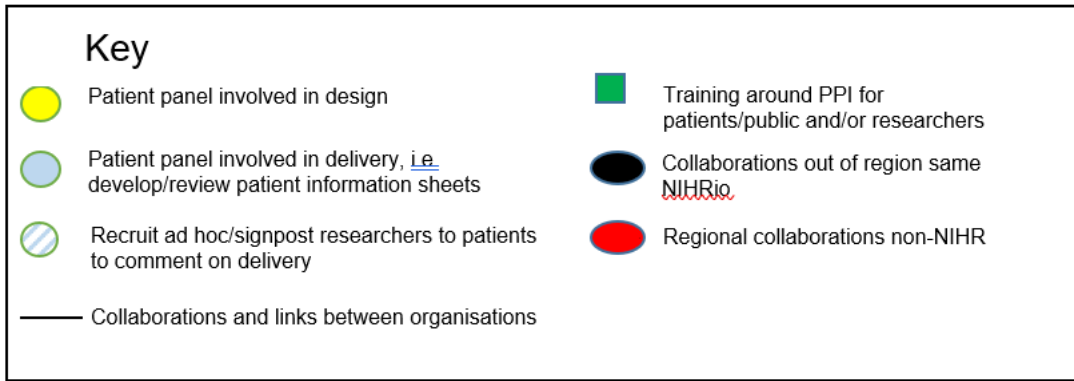 Key
Patient panel involved in design
Patient panel involved in delivery, i.e
develop/review patient information sheets
Recruit ad hoc/signpost researchers to patients
to comment on delivery
Collaborations and links between organisations
Training around PPI for
patients/public and/or researchers
Collaborations out of region same
NIHRio
Regional collaborations non-NIHR